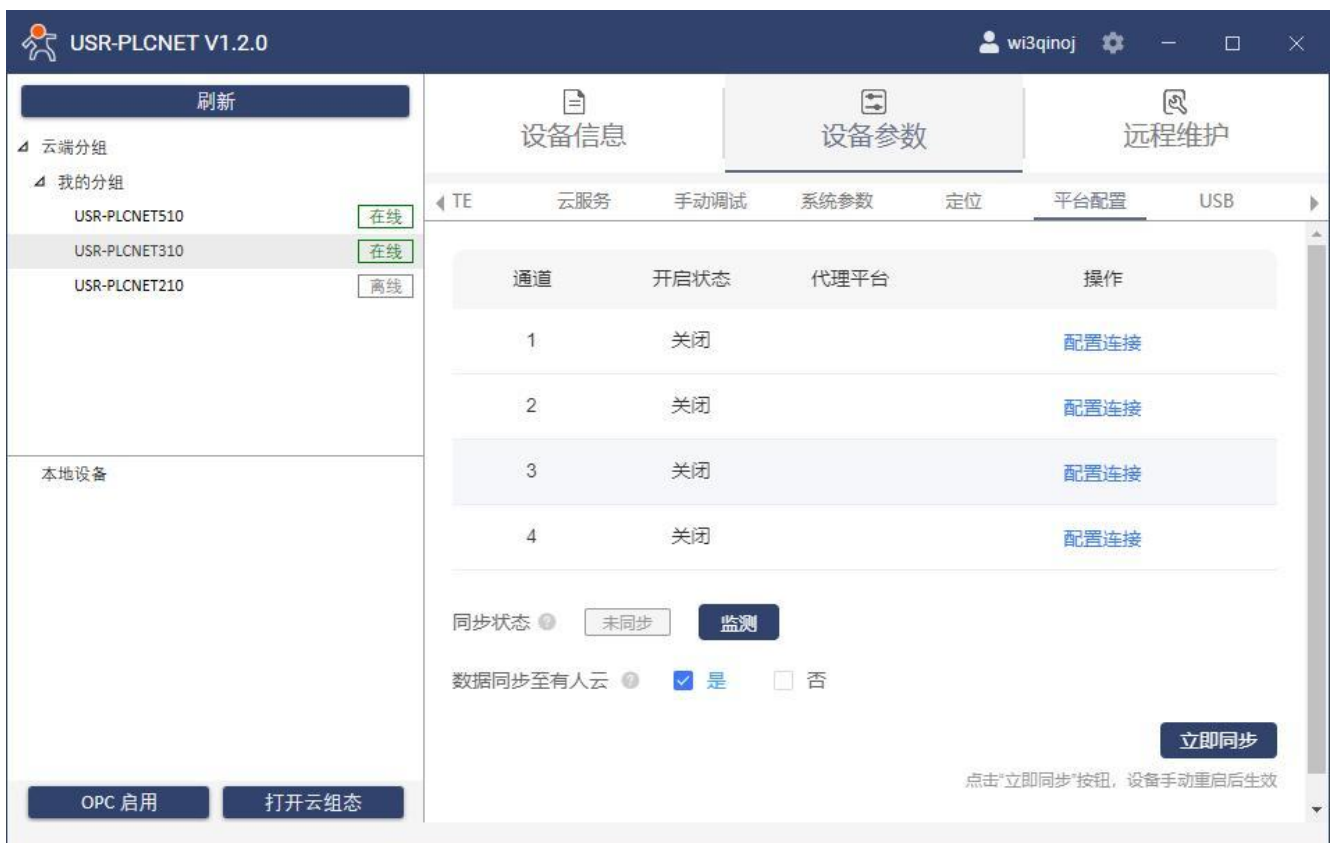 USR-PLCNET V1.2.0
wi3qinoj
刷新
云端分组
我的分组
USR-PLCNET510 在线
USR-PLCNET310 在线
USR-PLCNET210 离线
本地设备
OPC 启用 打开云组态
设备信息 设备参数 远程维护
TE 云服务 手动调试 系统参数 定位 平台配置 USB
通道 开启状态 代理平台 操作
1 关闭 配置连接
2 关闭 配置连接
3 关闭 配置连接
4 关闭 配置连接
同步状态 未同步 监测
数据同步至有人云 是 否
立即同步
点击“立即同步”按钮，设备手动重启后生效